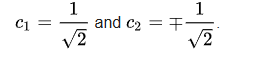 c₁ = 1/√2 and c₂ = ∓1/√2.